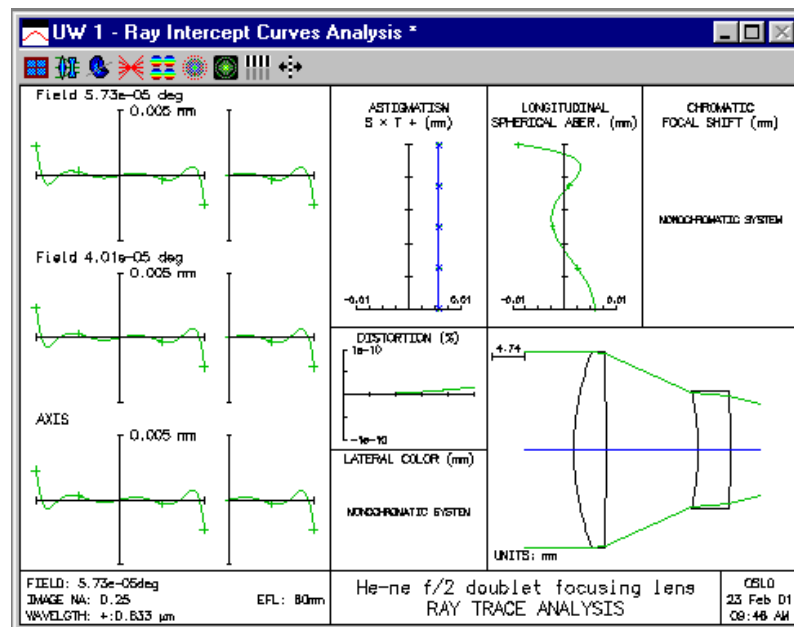 UW 1 - Ray Intercept Curves Analysis *
Field 5.73e-05 deg
0.005 mm
Field 4.01e-05 deg
0.005 mm
AXIS
0.005 mm
ASTIGMATISM
S × T + (mm)
-0.01
0.01
LONGITUDINAL
SPHERICAL ABER. (mm)
-0.01
0.01
CHROMATIC
FOCAL SHIFT (mm)
MONOCHROMATIC SYSTEM
DISTORTION (%)
1e-10
-1e-10
LATERAL COLOR (mm)
MONOCHROMATIC SYSTEM
4.74
UNITS: mm
FIELD: 5.73e-05deg
IMAGE NA: 0.25
EFL: 80mm
WAVELGTH: +:0.633 µm
He-ne f/2 doublet focusing lens
RAY TRACE ANALYSIS
OSLO
23 Feb 01
09:46 AM